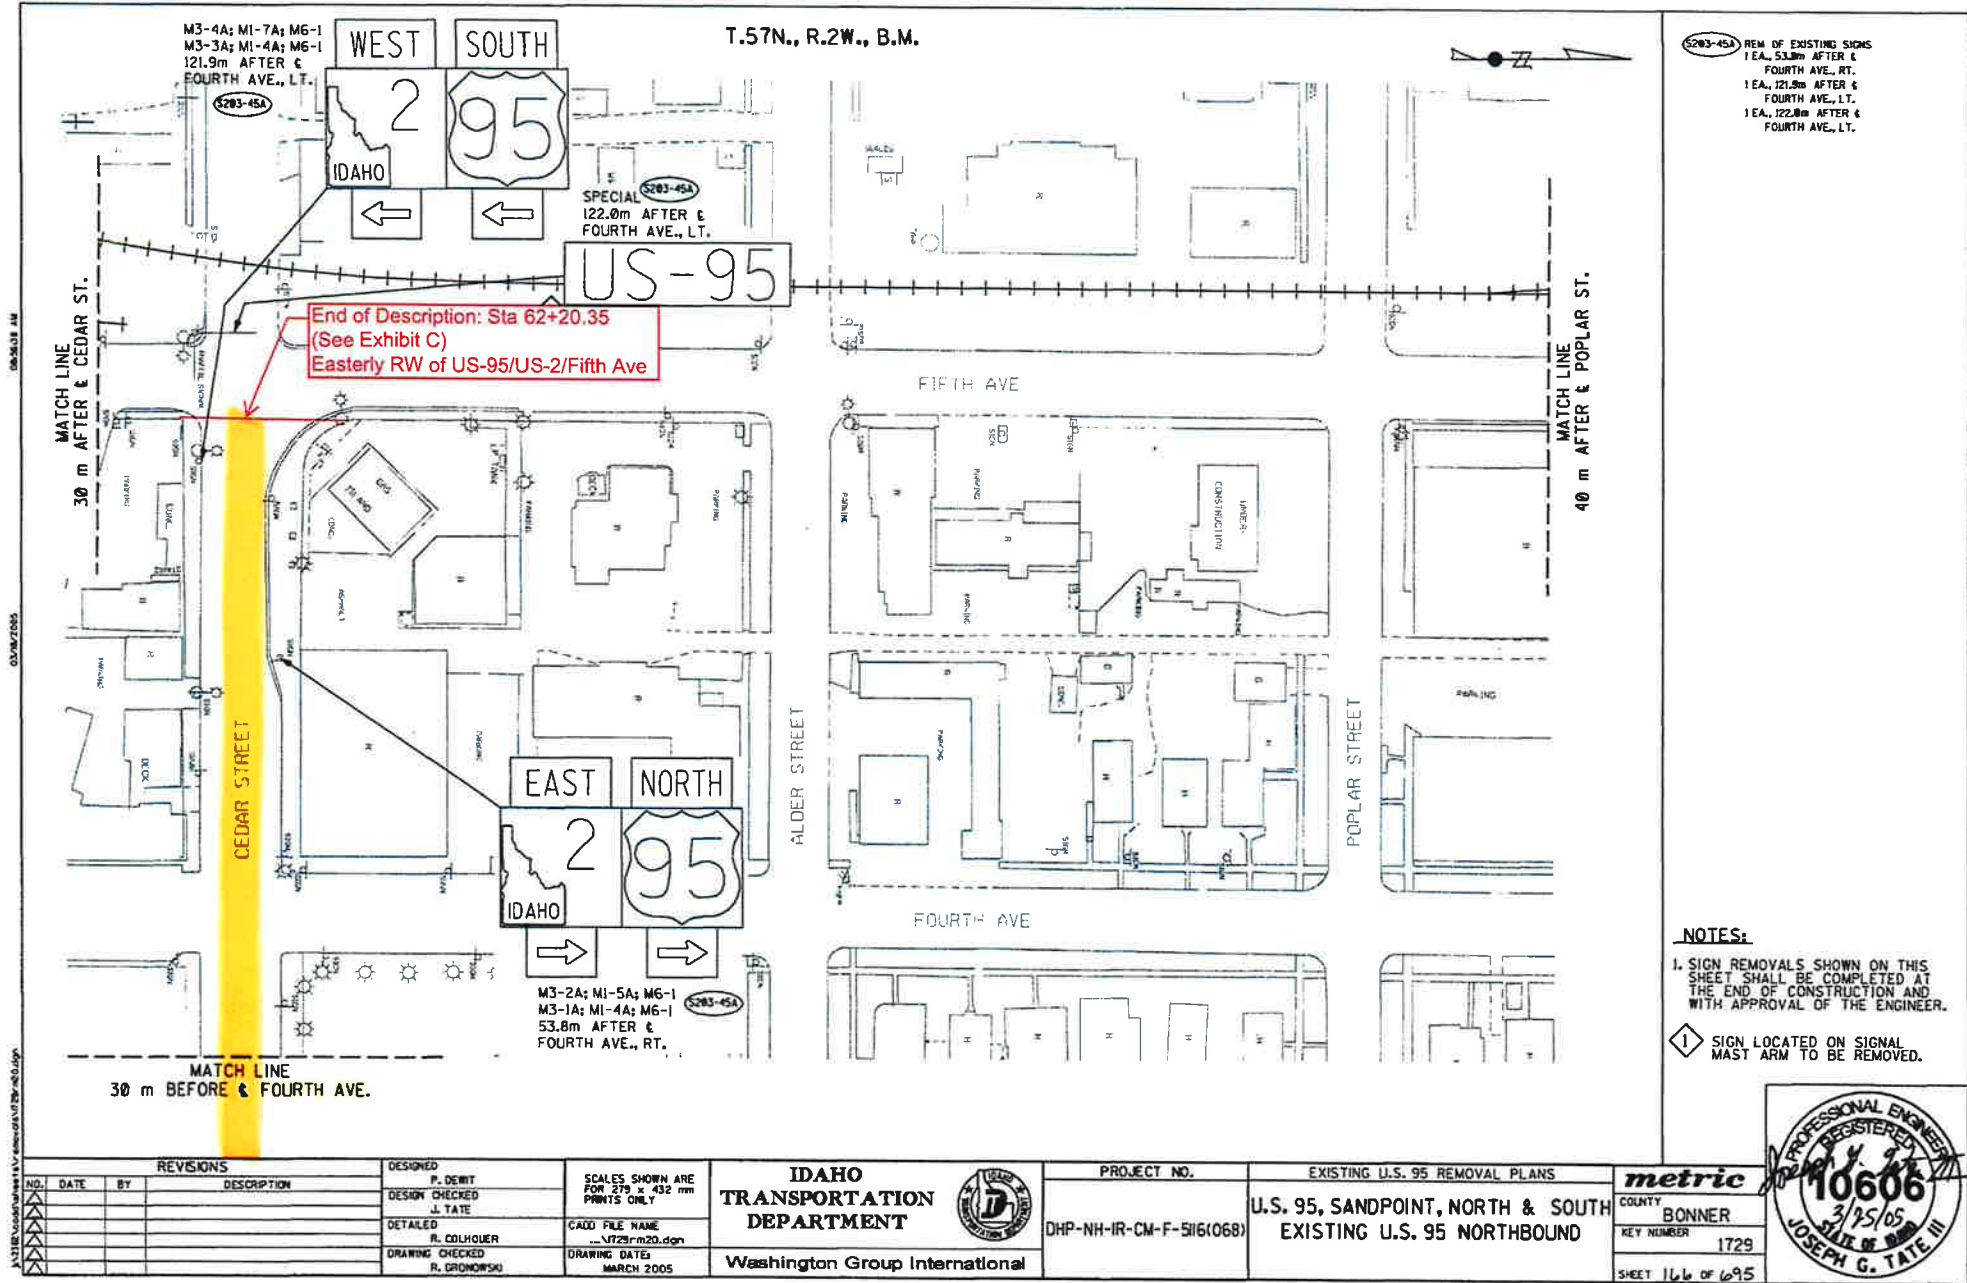 M3-4A; M1-7A; M6-1
M3-3A; M1-4A; M6-1
121.9m AFTER ℄
FOURTH AVE., LT.
S203-45A
WEST
SOUTH
2
IDAHO
95
T.57N., R.2W., B.M.
SPECIAL
S203-45A
122.0m AFTER ℄
FOURTH AVE., LT.
US-95
End of Description: Sta 62+20.35
(See Exhibit C)
Easterly RW of US-95/US-2/Fifth Ave
MATCH LINE
30 m AFTER ℄ CEDAR ST.
MATCH LINE
40 m AFTER ℄ POPLAR ST.
FIFTH AVE
CEDAR STREET
ALDER STREET
POPLAR STREET
UNDER
CONSTRUCTION
PARKING
DECK
EAST
NORTH
2
IDAHO
95
FOURTH AVE
M3-2A; M1-5A; M6-1
M3-1A; M1-4A; M6-1
53.8m AFTER ℄
FOURTH AVE., RT.
S203-45A
MATCH LINE
30 m BEFORE ℄ FOURTH AVE.
S203-45A
REM OF EXISTING SIGNS
1 EA., 53.8m AFTER ℄
FOURTH AVE., RT.
1 EA., 121.9m AFTER ℄
FOURTH AVE., LT.
1 EA., 122.0m AFTER ℄
FOURTH AVE., LT.
NOTES:
1. SIGN REMOVALS SHOWN ON THIS
SHEET SHALL BE COMPLETED AT
THE END OF CONSTRUCTION AND
WITH APPROVAL OF THE ENGINEER.
1
SIGN LOCATED ON SIGNAL
MAST ARM TO BE REMOVED.
REVISIONS
NO. DATE BY DESCRIPTION
DESIGNED
P. DEWIT
DESIGN CHECKED
J. TATE
DETAILED
R. COLHOUER
DRAWING CHECKED
R. GRONOWSKI
SCALES SHOWN ARE
FOR 279 x 432 mm
PRINTS ONLY
CADD FILE NAME
...\1729rm20.dgn
DRAWING DATE:
MARCH 2005
IDAHO
TRANSPORTATION
DEPARTMENT
Washington Group International
PROJECT NO.
DHP-NH-IR-CM-F-5116(068)
EXISTING U.S. 95 REMOVAL PLANS
U.S. 95, SANDPOINT, NORTH & SOUTH
EXISTING U.S. 95 NORTHBOUND
metric
COUNTY
BONNER
KEY NUMBER
1729
SHEET 166 OF 695
PROFESSIONAL ENGINEER
REGISTERED
10606
3/25/05
STATE OF IDAHO
JOSEPH G. TATE III